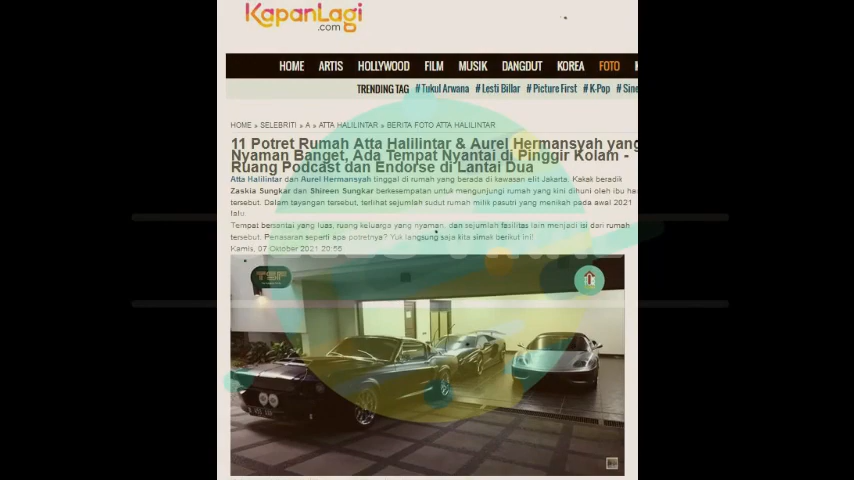 KapanLagi
.com
HOME ARTIS HOLLYWOOD FILM MUSIK DANGDUT KOREA FOTO
TRENDING TAG #Tukul Arwana #Lesti Billar #Picture First #K-Pop #Sine
HOME » SELEBRITI » A » ATTA HALILINTAR » BERITA FOTO ATTA HALILINTAR
11 Potret Rumah Atta Halilintar & Aurel Hermansyah yang
Nyaman Banget, Ada Tempat Nyantai di Pinggir Kolam -
Ruang Podcast dan Endorse di Lantai Dua
Atta Halilintar dan Aurel Hermansyah tinggal di rumah yang berada di kawasan elit Jakarta. Kakak beradik
Zaskia Sungkar dan Shireen Sungkar berkesempatan untuk mengunjungi rumah yang kini dihuni oleh ibu ha
tersebut. Dalam tayangan tersebut, terlihat sejumlah sudut rumah milik pasutri yang menikah pada awal 2021
lalu.
Tempat bersantai yang luas, ruang keluarga yang nyaman, dan sejumlah fasilitas lain menjadi isi dari rumah
tersebut. Penasaran seperti apa potretnya? Yuk langsung saja kita simak berikut ini!
Kamis, 07 Oktober 2021 20:56